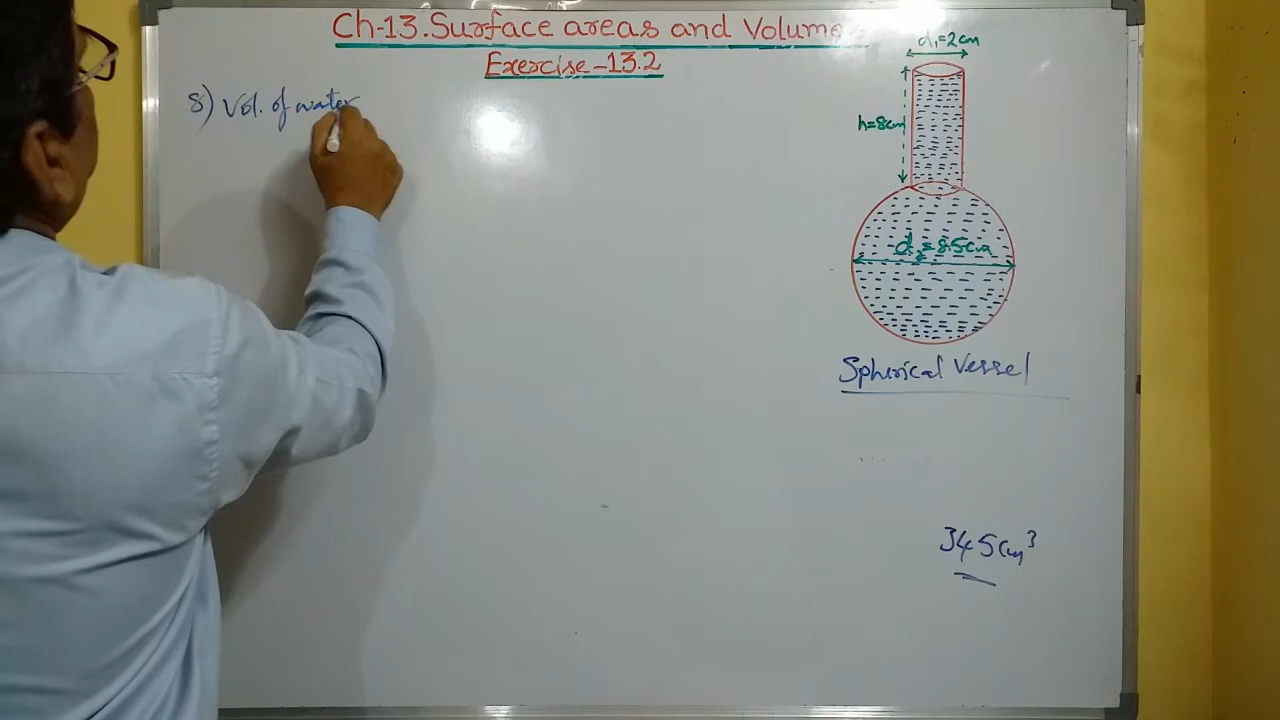 Ch-13.Surface areas and Volume
Exercise-13.2
8) Vol. of water
d₁=2cm
h=8cm
d₂=8.5cm
Spherical Vessel
345cm³